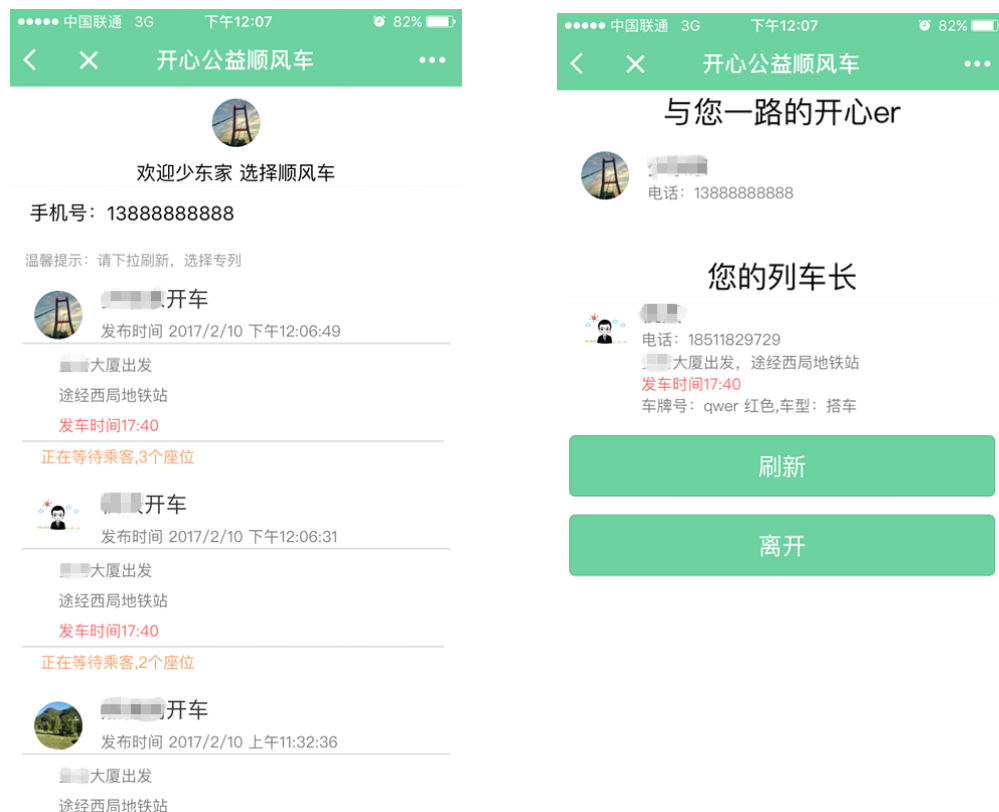 中国联通 3G 下午12:07 82%
开心公益顺风车
欢迎少东家 选择顺风车
手机号：13888888888
温馨提示：请下拉刷新，选择专列
开车
发布时间 2017/2/10 下午12:06:49
大厦出发
途经西局地铁站
发车时间17:40
正在等待乘客,3个座位
开车
发布时间 2017/2/10 下午12:06:31
大厦出发
途经西局地铁站
发车时间17:40
正在等待乘客,2个座位
开车
发布时间 2017/2/10 上午11:32:36
大厦出发
途经西局地铁站
中国联通 3G 下午12:07 82%
开心公益顺风车
与您一路的开心er
电话：13888888888
您的列车长
电话：18511829729
大厦出发，途经西局地铁站
发车时间17:40
车牌号：qwer 红色,车型：搭车
刷新
离开